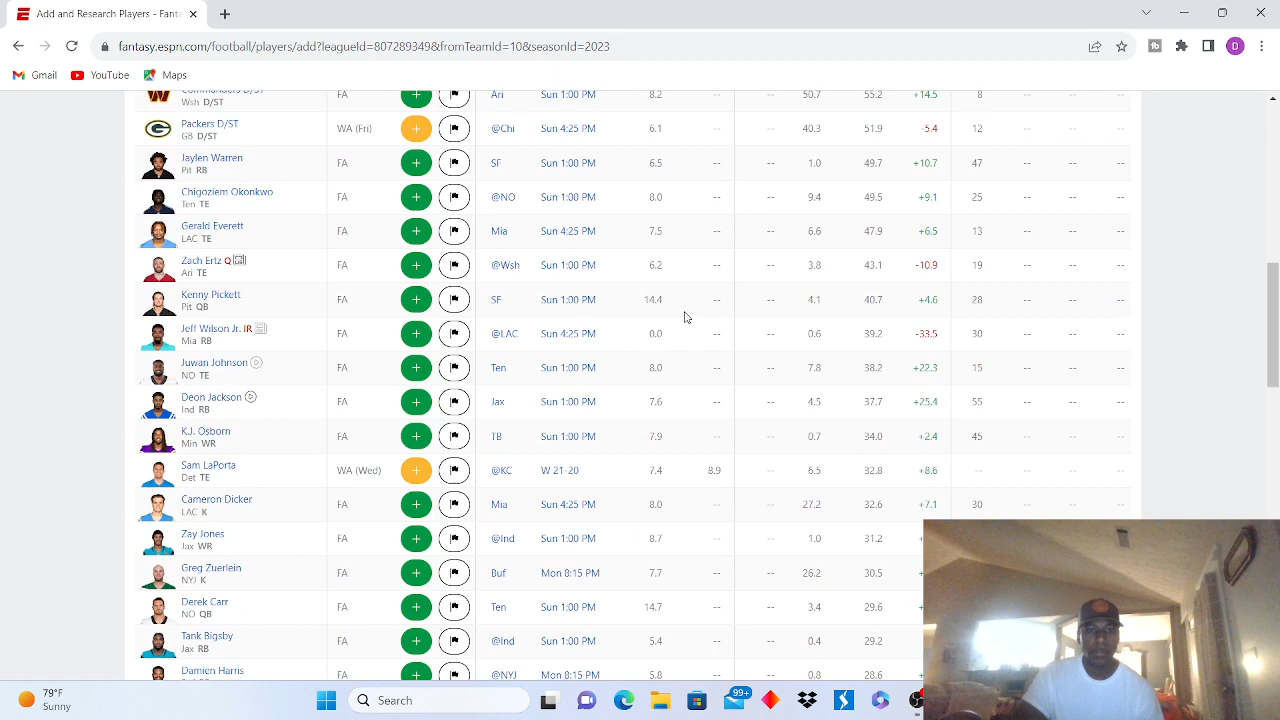 Add and Research Players - Fanta
fantasy.espn.com/football/players/add?leagueId=807289349&fromTeamId=10&seasonId=2023
tb
D
Gmail YouTube Maps
Commanders D/ST FA Ari Sun 1:00 PM 8.2 -- -- 50.7 55.2 +14.5 8 -- -- --
Wsh D/ST
Packers D/ST WA (Fri) @Chi Sun 4:25 PM 6.1 -- -- 40.3 51.9 -5.4 12 -- -- --
GB D/ST
Jaylen Warren FA SF Sun 1:00 PM 6.5 -- -- 1.0 49.7 +10.7 47 -- -- --
Pit RB
Chigoziem Okonkwo FA @NO Sun 1:00 PM 8.0 -- -- 9.4 49.5 +9.1 25 -- -- --
Ten TE
Gerald Everett FA Mia Sun 4:25 PM 7.5 -- -- 6.6 47.9 +6.5 13 -- -- --
LAC TE
Zach Ertz Q FA @Wsh Sun 1:00 PM 6.2 -- -- 3.8 43.1 -10.9 19 -- -- --
Ari TE
Kenny Pickett FA SF Sun 1:00 PM 14.4 -- -- 4.1 40.7 +4.6 28 -- -- --
Pit QB
Jeff Wilson Jr. IR FA @LAC Sun 4:25 PM 0.0 -- -- 0.6 39.2 -33.5 30 -- -- --
Mia RB
Juwan Johnson FA Ten Sun 1:00 PM 8.0 -- -- 7.8 38.2 +22.3 15 -- -- --
NO TE
Deon Jackson FA Jax Sun 1:00 PM 7.6 -- -- 4.5 37.7 +25.4 55 -- -- --
Ind RB
K.J. Osborn FA TB Sun 1:00 PM 7.9 -- -- 0.7 34.0 +2.4 45 -- -- --
Min WR
Sam LaPorta WA (Wed) @KC W 21-20 7.4 8.9 -- 6.5 32.8 +8.6 -- -- -- --
Det TE
Cameron Dicker FA Mia Sun 4:25 PM 8.0 -- -- 27.2 32.6 +7.1 30 -- -- --
LAC K
Zay Jones FA @Ind Sun 1:00 PM 8.7 -- -- 1.0 31.2 +
Jax WR
Greg Zuerlein FA Buf Mon 8:15 PM 7.7 -- -- 26.2 30.5 +
NYJ K
Derek Carr FA Ten Sun 1:00 PM 14.7 -- -- 3.4 29.6 +
NO QB
Tank Bigsby FA @Ind Sun 1:00 PM 5.4 -- -- 0.4 29.2
Jax RB
Damien Harris FA @NYJ Mon 8:15 PM 5.8 -- -- 0.8 28.6 +
79°F Search 99+
Sunny